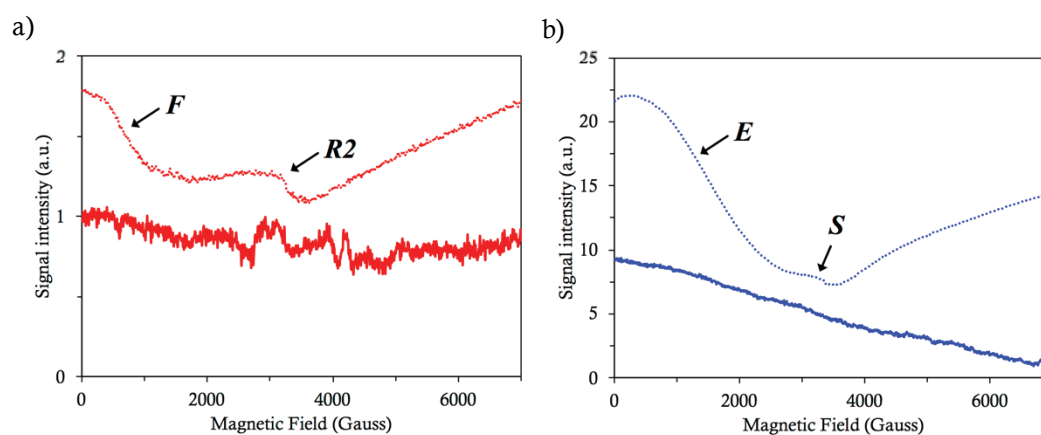 a)
2
1
0
Signal intensity (a.u.)
F
R2
0 2000 4000 6000
Magnetic Field (Gauss)
b)
25
20
15
10
5
0
Signal intensity (a.u.)
E
S
0 2000 4000 6000
Magnetic Field (Gauss)